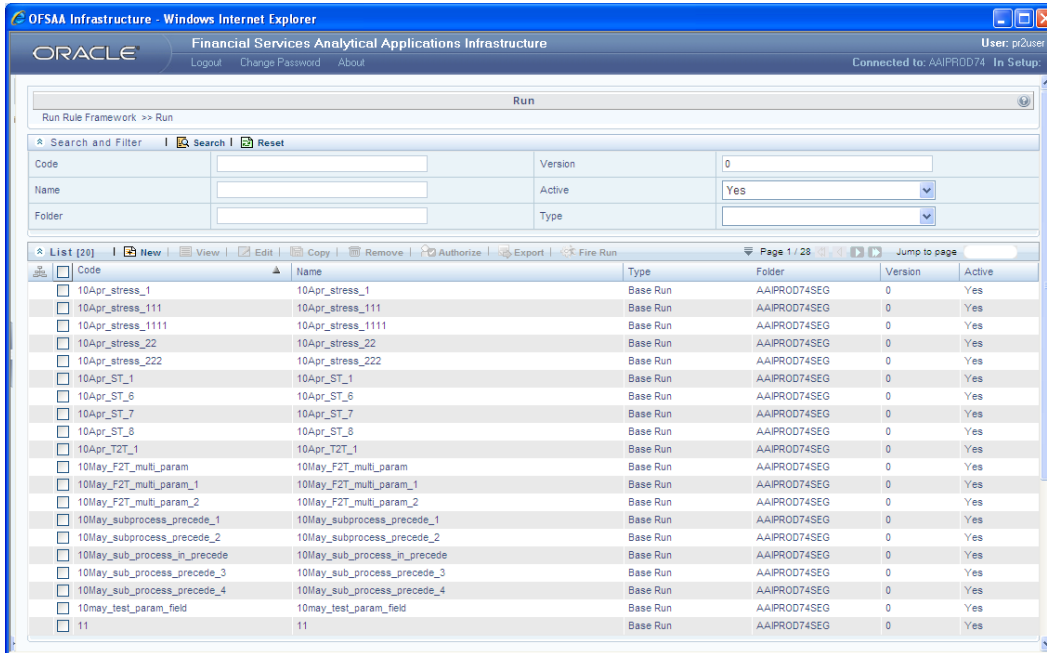 OFSAA Infrastructure - Windows Internet Explorer
ORACLE
Financial Services Analytical Applications Infrastructure
User: pr2user
Logout Change Password About
Connected to: AAIPROD74 In Setup:
Run
Run Rule Framework >> Run
Search and Filter | Search | Reset
Code Version 0
Name Active Yes
Folder Type
List [20] | New | View | Edit | Copy | Remove | Authorize | Export | Fire Run Page 1 / 28 Jump to page
Code Name Type Folder Version Active
10Apr_stress_1 10Apr_stress_1 Base Run AAIPROD74SEG 0 Yes
10Apr_stress_111 10Apr_stress_111 Base Run AAIPROD74SEG 0 Yes
10Apr_stress_1111 10Apr_stress_1111 Base Run AAIPROD74SEG 0 Yes
10Apr_stress_22 10Apr_stress_22 Base Run AAIPROD74SEG 0 Yes
10Apr_stress_222 10Apr_stress_222 Base Run AAIPROD74SEG 0 Yes
10Apr_ST_1 10Apr_ST_1 Base Run AAIPROD74SEG 0 Yes
10Apr_ST_6 10Apr_ST_6 Base Run AAIPROD74SEG 0 Yes
10Apr_ST_7 10Apr_ST_7 Base Run AAIPROD74SEG 0 Yes
10Apr_ST_8 10Apr_ST_8 Base Run AAIPROD74SEG 0 Yes
10Apr_T2T_1 10Apr_T2T_1 Base Run AAIPROD74SEG 0 Yes
10May_F2T_multi_param 10May_F2T_multi_param Base Run AAIPROD74SEG 0 Yes
10May_F2T_multi_param_1 10May_F2T_multi_param_1 Base Run AAIPROD74SEG 0 Yes
10May_F2T_multi_param_2 10May_F2T_multi_param_2 Base Run AAIPROD74SEG 0 Yes
10May_subprocess_precede_1 10May_subprocess_precede_1 Base Run AAIPROD74SEG 0 Yes
10May_subprocess_precede_2 10May_subprocess_precede_2 Base Run AAIPROD74SEG 0 Yes
10May_sub_process_in_precede 10May_sub_process_in_precede Base Run AAIPROD74SEG 0 Yes
10May_sub_process_precede_3 10May_sub_process_precede_3 Base Run AAIPROD74SEG 0 Yes
10May_sub_process_precede_4 10May_sub_process_precede_4 Base Run AAIPROD74SEG 0 Yes
10may_test_param_field 10may_test_param_field Base Run AAIPROD74SEG 0 Yes
11 11 Base Run AAIPROD74SEG 0 Yes